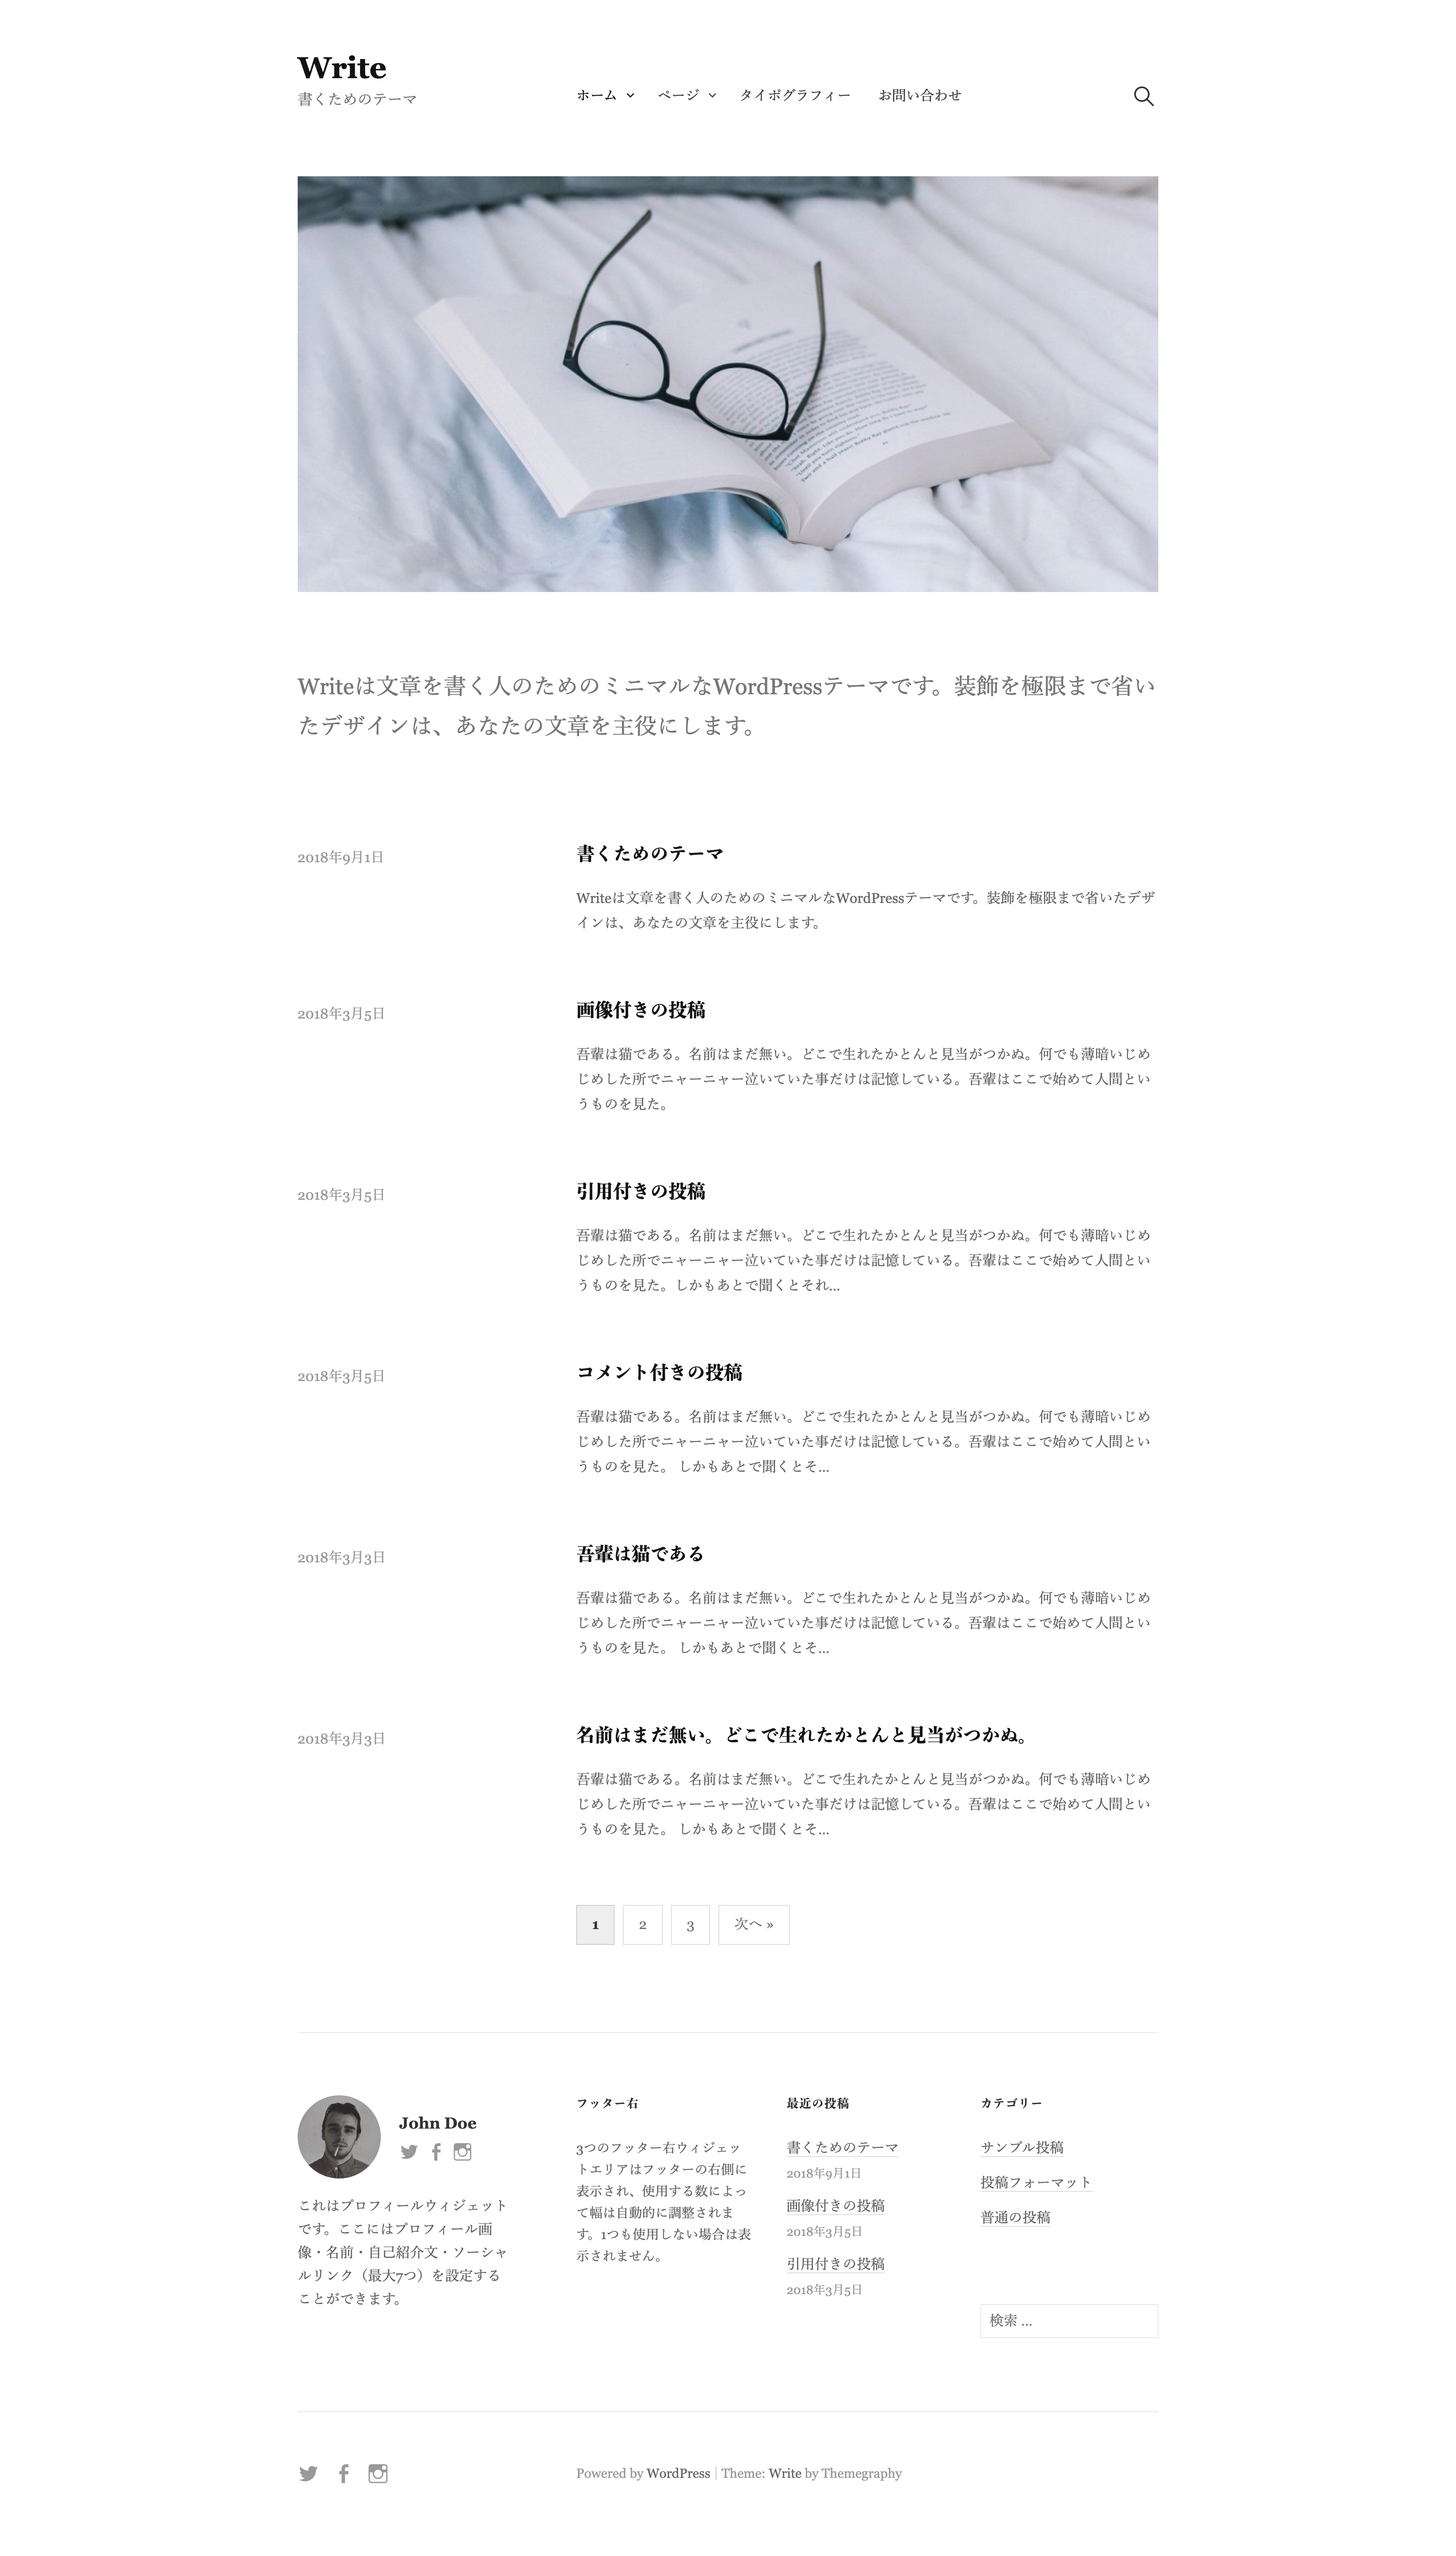 Write
書くためのテーマ
ホーム ページ タイポグラフィー お問い合わせ
Writeは文章を書く人のためのミニマルなWordPressテーマです。装飾を極限まで省い
たデザインは、あなたの文章を主役にします。
2018年9月1日
書くためのテーマ
Writeは文章を書く人のためのミニマルなWordPressテーマです。装飾を極限まで省いたデザ
インは、あなたの文章を主役にします。
2018年3月5日
画像付きの投稿
吾輩は猫である。名前はまだ無い。どこで生れたかとんと見当がつかぬ。何でも薄暗いじめ
じめした所でニャーニャー泣いていた事だけは記憶している。吾輩はここで始めて人間とい
うものを見た。
2018年3月5日
引用付きの投稿
吾輩は猫である。名前はまだ無い。どこで生れたかとんと見当がつかぬ。何でも薄暗いじめ
じめした所でニャーニャー泣いていた事だけは記憶している。吾輩はここで始めて人間とい
うものを見た。しかもあとで聞くとそれ...
2018年3月5日
コメント付きの投稿
吾輩は猫である。名前はまだ無い。どこで生れたかとんと見当がつかぬ。何でも薄暗いじめ
じめした所でニャーニャー泣いていた事だけは記憶している。吾輩はここで始めて人間とい
うものを見た。 しかもあとで聞くとそ...
2018年3月3日
吾輩は猫である
吾輩は猫である。名前はまだ無い。どこで生れたかとんと見当がつかぬ。何でも薄暗いじめ
じめした所でニャーニャー泣いていた事だけは記憶している。吾輩はここで始めて人間とい
うものを見た。 しかもあとで聞くとそ...
2018年3月3日
名前はまだ無い。どこで生れたかとんと見当がつかぬ。
吾輩は猫である。名前はまだ無い。どこで生れたかとんと見当がつかぬ。何でも薄暗いじめ
じめした所でニャーニャー泣いていた事だけは記憶している。吾輩はここで始めて人間とい
うものを見た。 しかもあとで聞くとそ...
1 2 3 次へ »
John Doe
これはプロフィールウィジェット
です。ここにはプロフィール画
像・名前・自己紹介文・ソーシャ
ルリンク（最大7つ）を設定する
ことができます。
フッター右
3つのフッター右ウィジェッ
トエリアはフッターの右側に
表示され、使用する数によっ
て幅は自動的に調整されま
す。1つも使用しない場合は表
示されません。
最近の投稿
書くためのテーマ
2018年9月1日
画像付きの投稿
2018年3月5日
引用付きの投稿
2018年3月5日
カテゴリー
サンプル投稿
投稿フォーマット
普通の投稿
検索 ...
Powered by WordPress | Theme: Write by Themegraphy